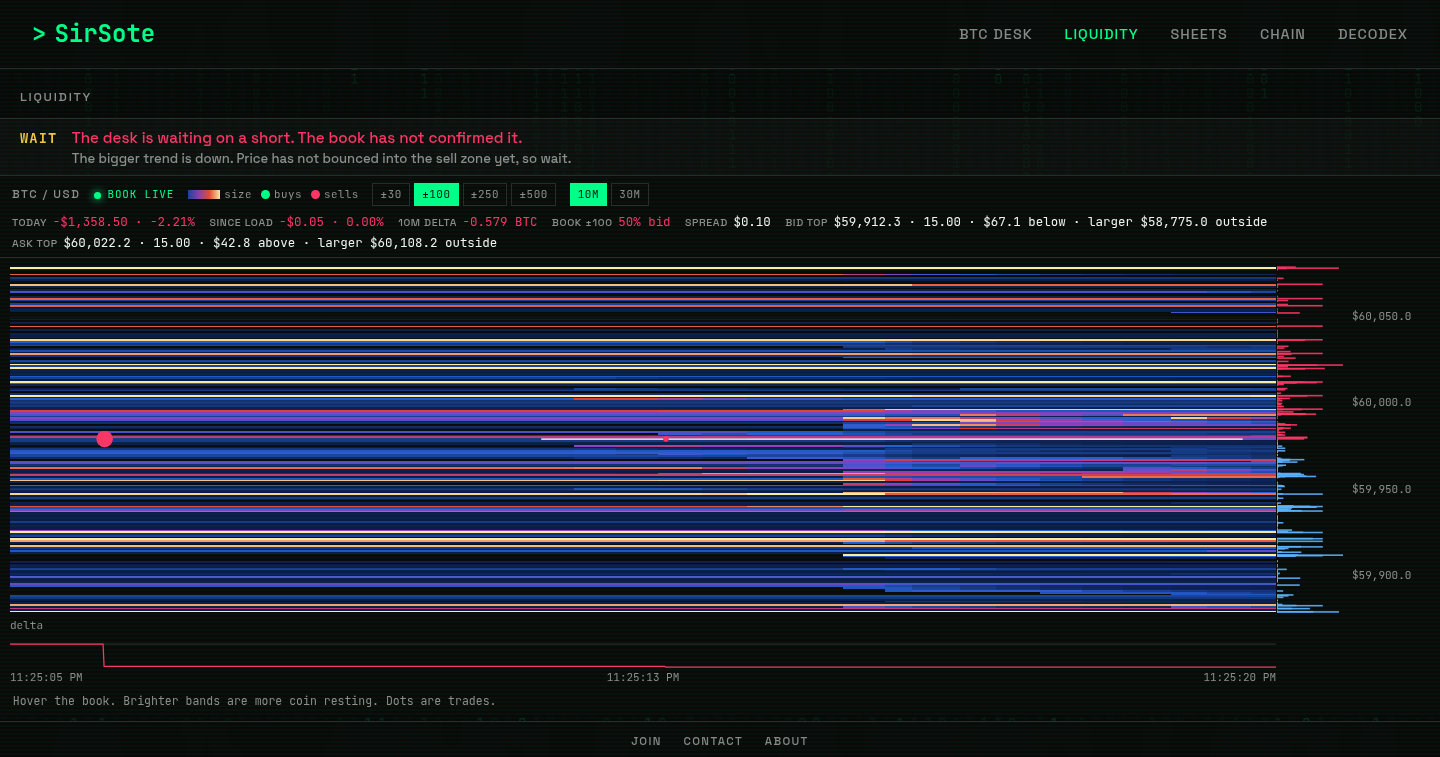 > SirSote
BTC DESK LIQUIDITY SHEETS CHAIN DECODEX
LIQUIDITY
WAIT The desk is waiting on a short. The book has not confirmed it.
The bigger trend is down. Price has not bounced into the sell zone yet, so wait.
BTC / USD BOOK LIVE size buys sells ±30 ±100 ±250 ±500 10M 30M
TODAY -$1,358.50 · -2.21% SINCE LOAD -$0.05 · 0.00% 10M DELTA -0.579 BTC BOOK ±100 50% bid SPREAD $0.10 BID TOP $59,912.3 · 15.00 · $67.1 below · larger $58,775.0 outside
ASK TOP $60,022.2 · 15.00 · $42.8 above · larger $60,108.2 outside
$60,050.0
$60,000.0
$59,950.0
$59,900.0
delta
11:25:05 PM 11:25:13 PM 11:25:20 PM
Hover the book. Brighter bands are more coin resting. Dots are trades.
JOIN CONTACT ABOUT